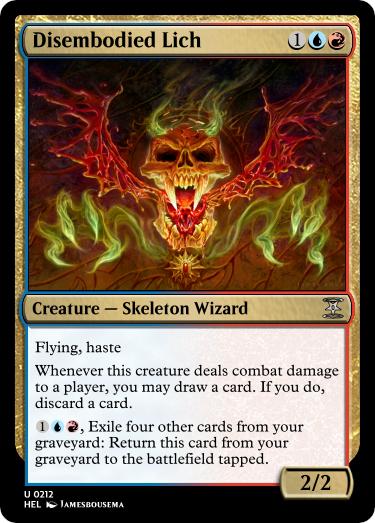 Disembodied Lich 1
Creature — Skeleton Wizard
Flying, haste
Whenever this creature deals combat damage
to a player, you may draw a card. If you do,
discard a card.
1, Exile four other cards from your
graveyard: Return this card from your
graveyard to the battlefield tapped.
2/2
U 0212
HEL JAMESBOUSEMA